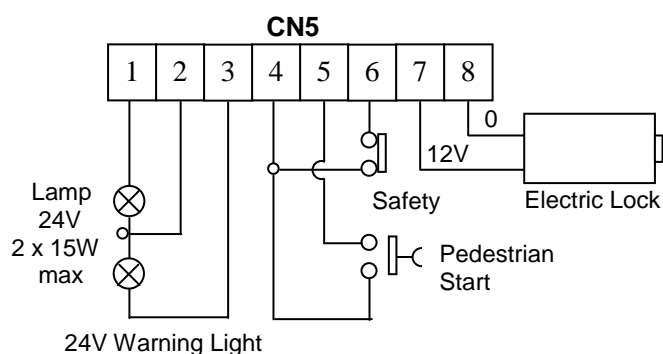 CN5
1 2 3 4 5 6 7 8
0
12V
Lamp
24V
2 x 15W
max
Safety
Electric Lock
Pedestrian
Start
24V Warning Light